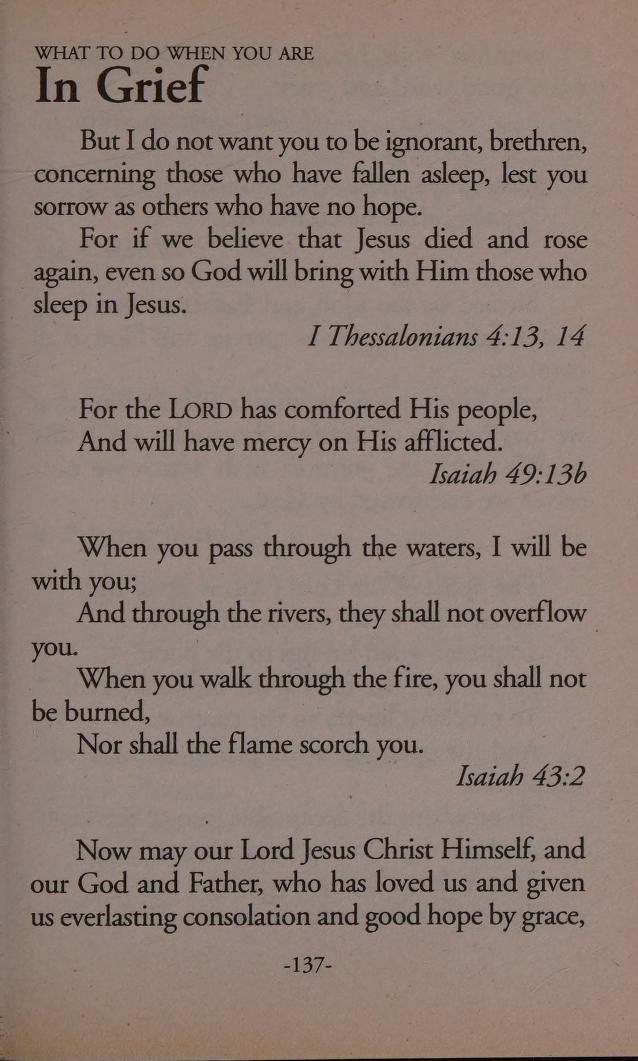 WHAT TO DO WHEN YOU ARE
In Grief
But I do not want you to be ignorant, brethren,
concerning those who have fallen asleep, lest you
sorrow as others who have no hope.
For if we believe that Jesus died and rose
again, even so God will bring with Him those who
sleep in Jesus.
I Thessalonians 4:13, 14
For the LORD has comforted His people,
And will have mercy on His afflicted.
Isaiah 49:13b
When you pass through the waters, I will be
with you;
And through the rivers, they shall not overflow
you.
When you walk through the fire, you shall not
be burned,
Nor shall the flame scorch you.
Isaiah 43:2
Now may our Lord Jesus Christ Himself, and
our God and Father, who has loved us and given
us everlasting consolation and good hope by grace,
-137-